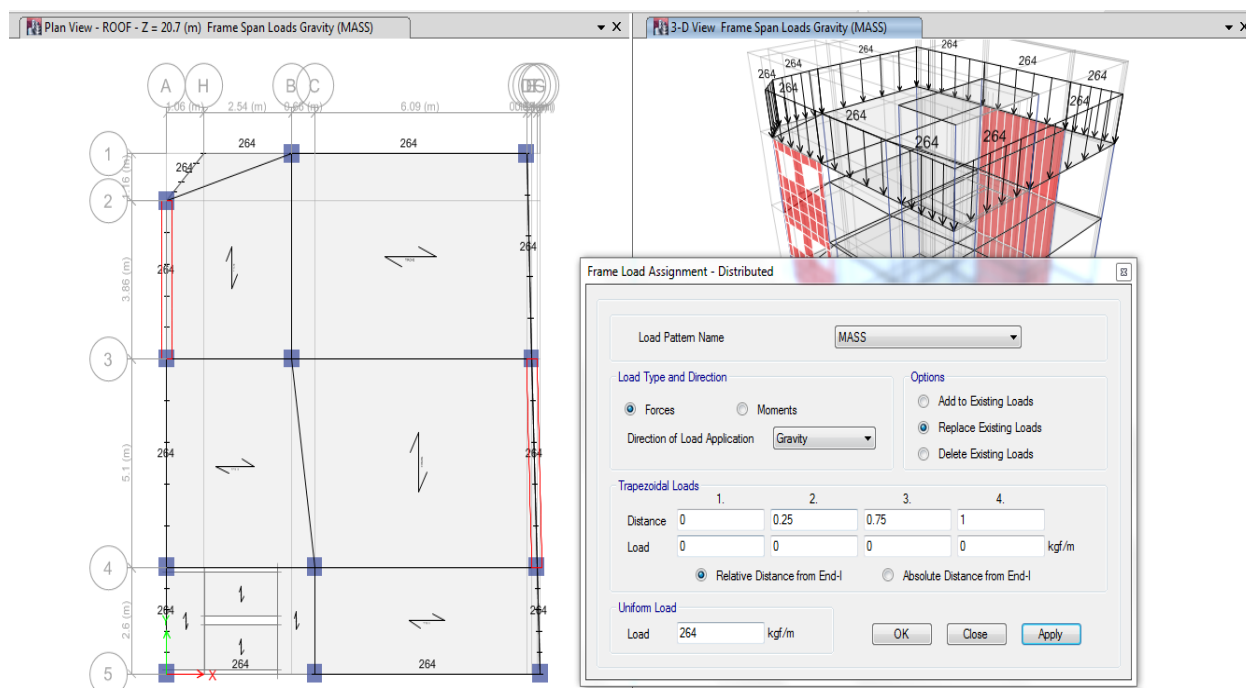 Plan View - ROOF - Z = 20.7 (m)  Frame Span Loads Gravity (MASS)
A H B C
1.06 (m) 2.54 (m) 6.09 (m)
264 264
1
264
2
3.86 (m)
264
264
3
5.1 (m)
264
264
4
2.6 (m)
264
264
Y
264 264
5
X
3-D View  Frame Span Loads Gravity (MASS)
264
264
264
264
264
264
264
264
264
264
Frame Load Assignment - Distributed
Load Pattern Name MASS
Load Type and Direction
Forces Moments
Direction of Load Application Gravity
Options
Add to Existing Loads
Replace Existing Loads
Delete Existing Loads
Trapezoidal Loads
1. 2. 3. 4.
Distance 0 0.25 0.75 1
Load 0 0 0 0 kgf/m
Relative Distance from End-I Absolute Distance from End-I
Uniform Load
Load 264 kgf/m
OK Close Apply